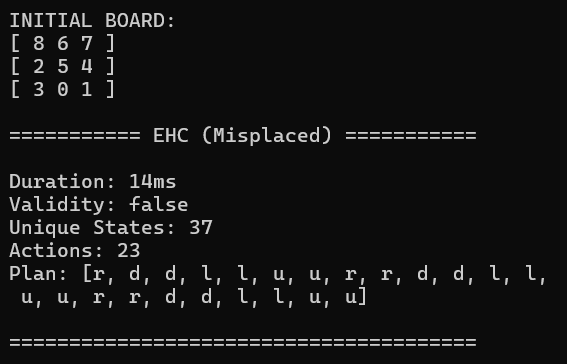 INITIAL BOARD:
[ 8 6 7 ]
[ 2 5 4 ]
[ 3 0 1 ]
=========== EHC (Misplaced) ===========
Duration: 14ms
Validity: false
Unique States: 37
Actions: 23
Plan: [r, d, d, l, l, u, u, r, r, d, d, l, l,
u, u, r, r, d, d, l, l, u, u]
=======================================